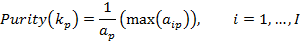 Purity(k_p) = \frac{1}{a_p}(max(a_{ip})),    i = 1, ..., I